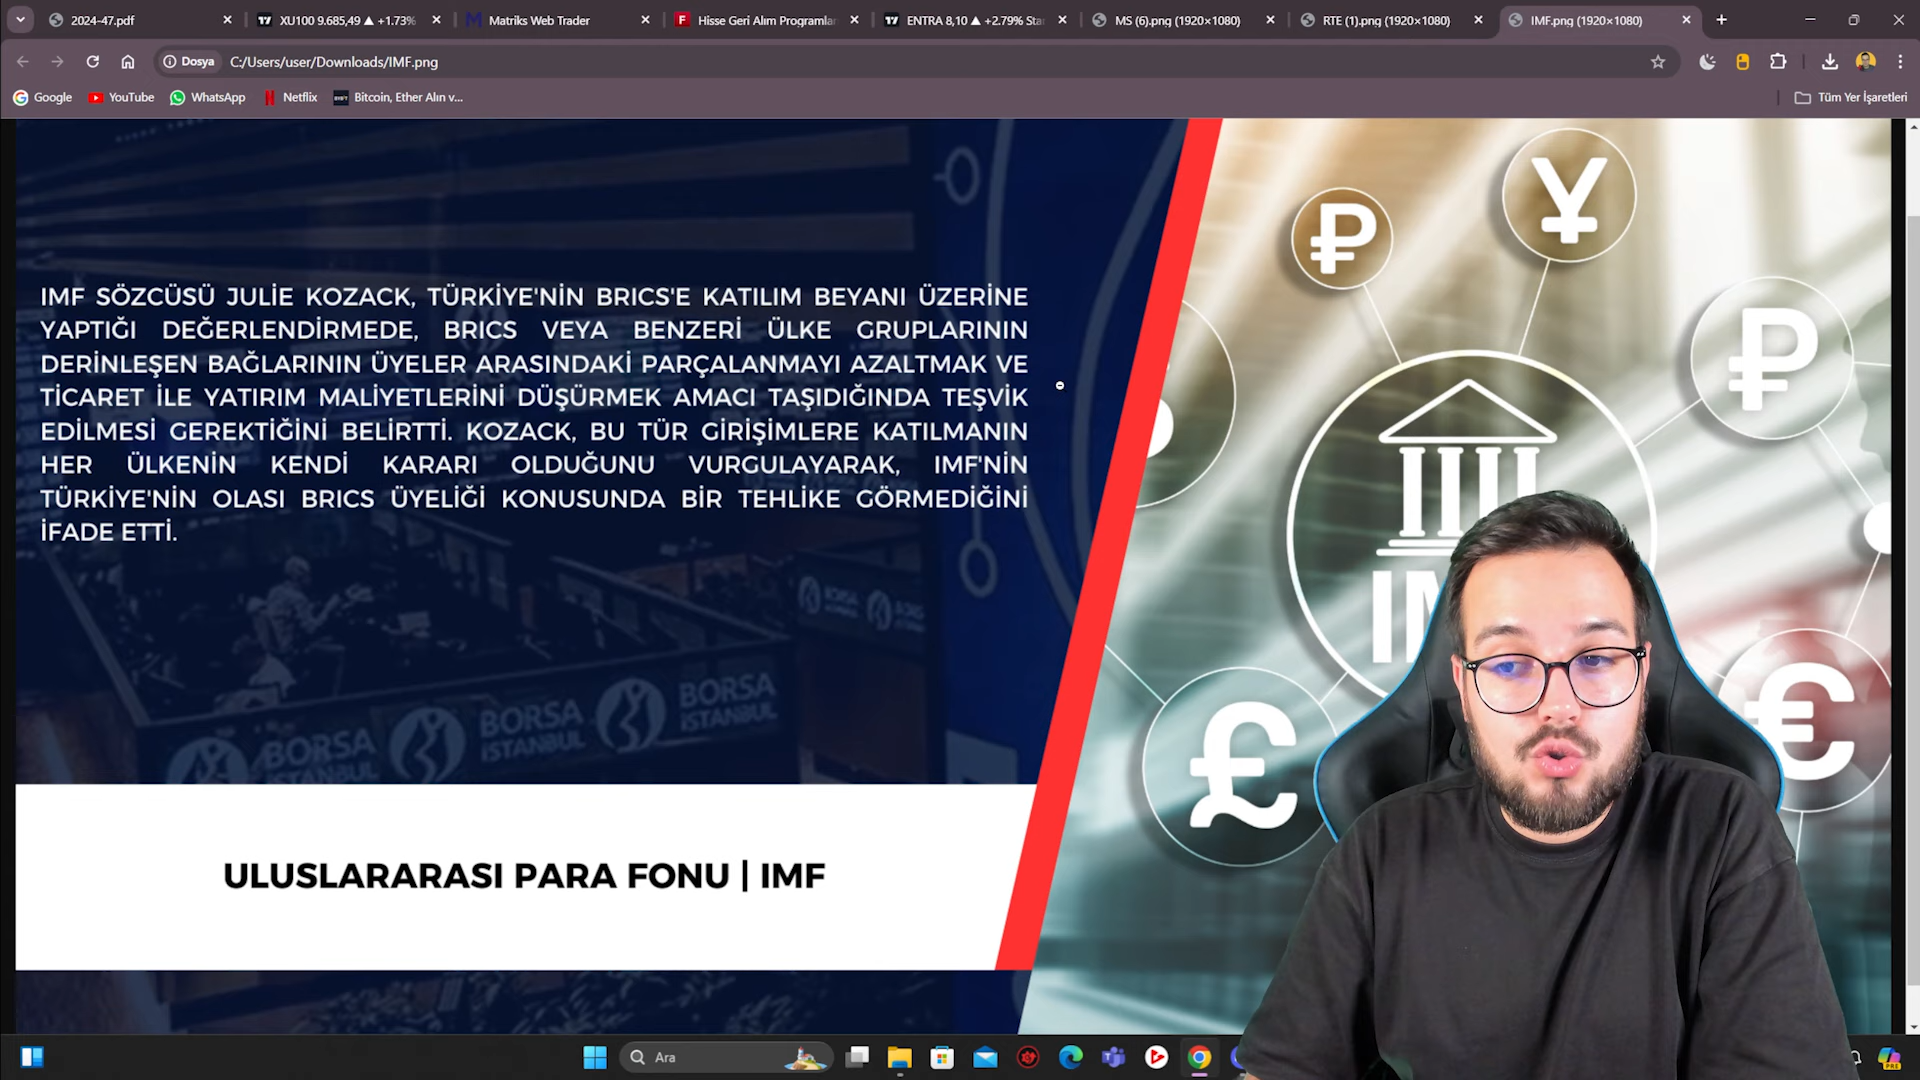 2024-47.pdf
XU100 9.685,49 ▲ +1.73%
Matriks Web Trader
Hisse Geri Alım Programla
ENTRA 8,10 ▲ +2.79% Sta
MS (6).png (1920×1080)
RTE (1).png (1920×1080)
IMF.png (1920×1080)
Dosya
C:/Users/user/Downloads/IMF.png
Google
YouTube
WhatsApp
Netflix
Bitcoin, Ether Alın v...
Tüm Yer İşaretleri
IMF SÖZCÜSÜ JULİE KOZACK, TÜRKİYE'NİN BRICS'E KATILIM BEYANI ÜZERİNE
YAPTIĞI DEĞERLENDİRMEDE, BRICS VEYA BENZERİ ÜLKE GRUPLARININ
DERİNLEŞEN BAĞLARININ ÜYELER ARASINDAKİ PARÇALANMAYI AZALTMAK VE
TİCARET İLE YATIRIM MALİYETLERİNİ DÜŞÜRMEK AMACI TAŞIDIĞINDA TEŞVİK
EDİLMESİ GEREKTİĞİNİ BELİRTTİ. KOZACK, BU TÜR GİRİŞİMLERE KATILMANIN
HER ÜLKENİN KENDİ KARARI OLDUĞUNU VURGULAYARAK, IMF'NİN
TÜRKİYE'NİN OLASI BRICS ÜYELİĞİ KONUSUNDA BİR TEHLİKE GÖRMEDİĞİNİ
İFADE ETTİ.
BORSA
İSTANBUL
BORSA
İSTANBUL
BORSA
İSTANBUL
ULUSLARARASI PARA FONU | IMF
Ara